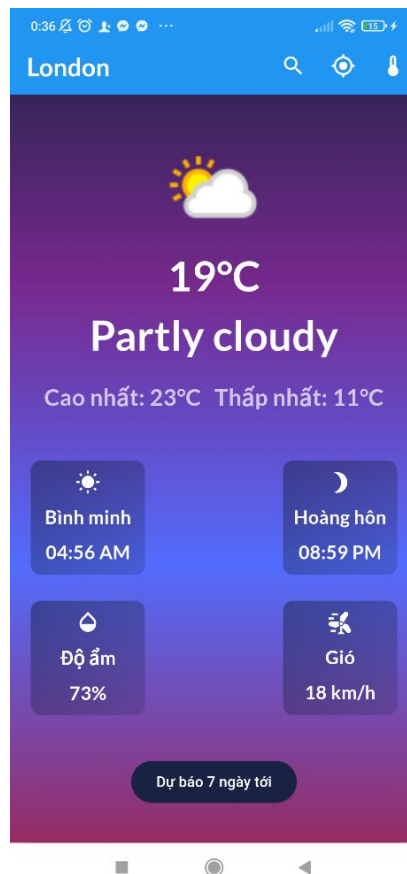 0:36
15
London
19°C
Partly cloudy
Cao nhất: 23°C Thấp nhất: 11°C
Bình minh
04:56 AM
Hoàng hôn
08:59 PM
Độ ẩm
73%
Gió
18 km/h
Dự báo 7 ngày tới